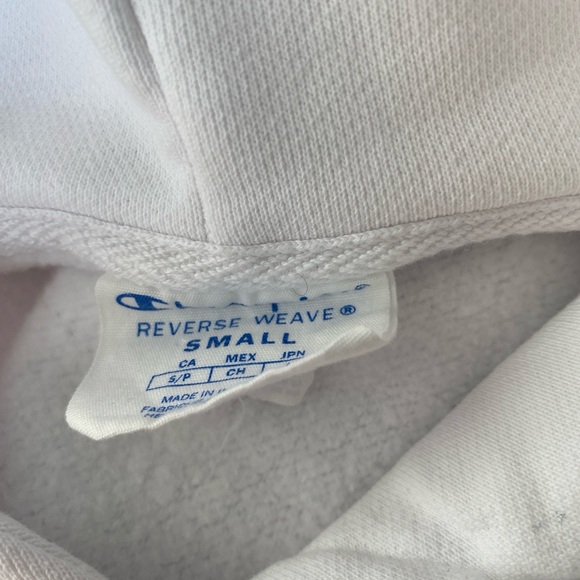 REVERSE WEAVE®
SMALL
CA MEX JPN
S/P CH
MADE IN